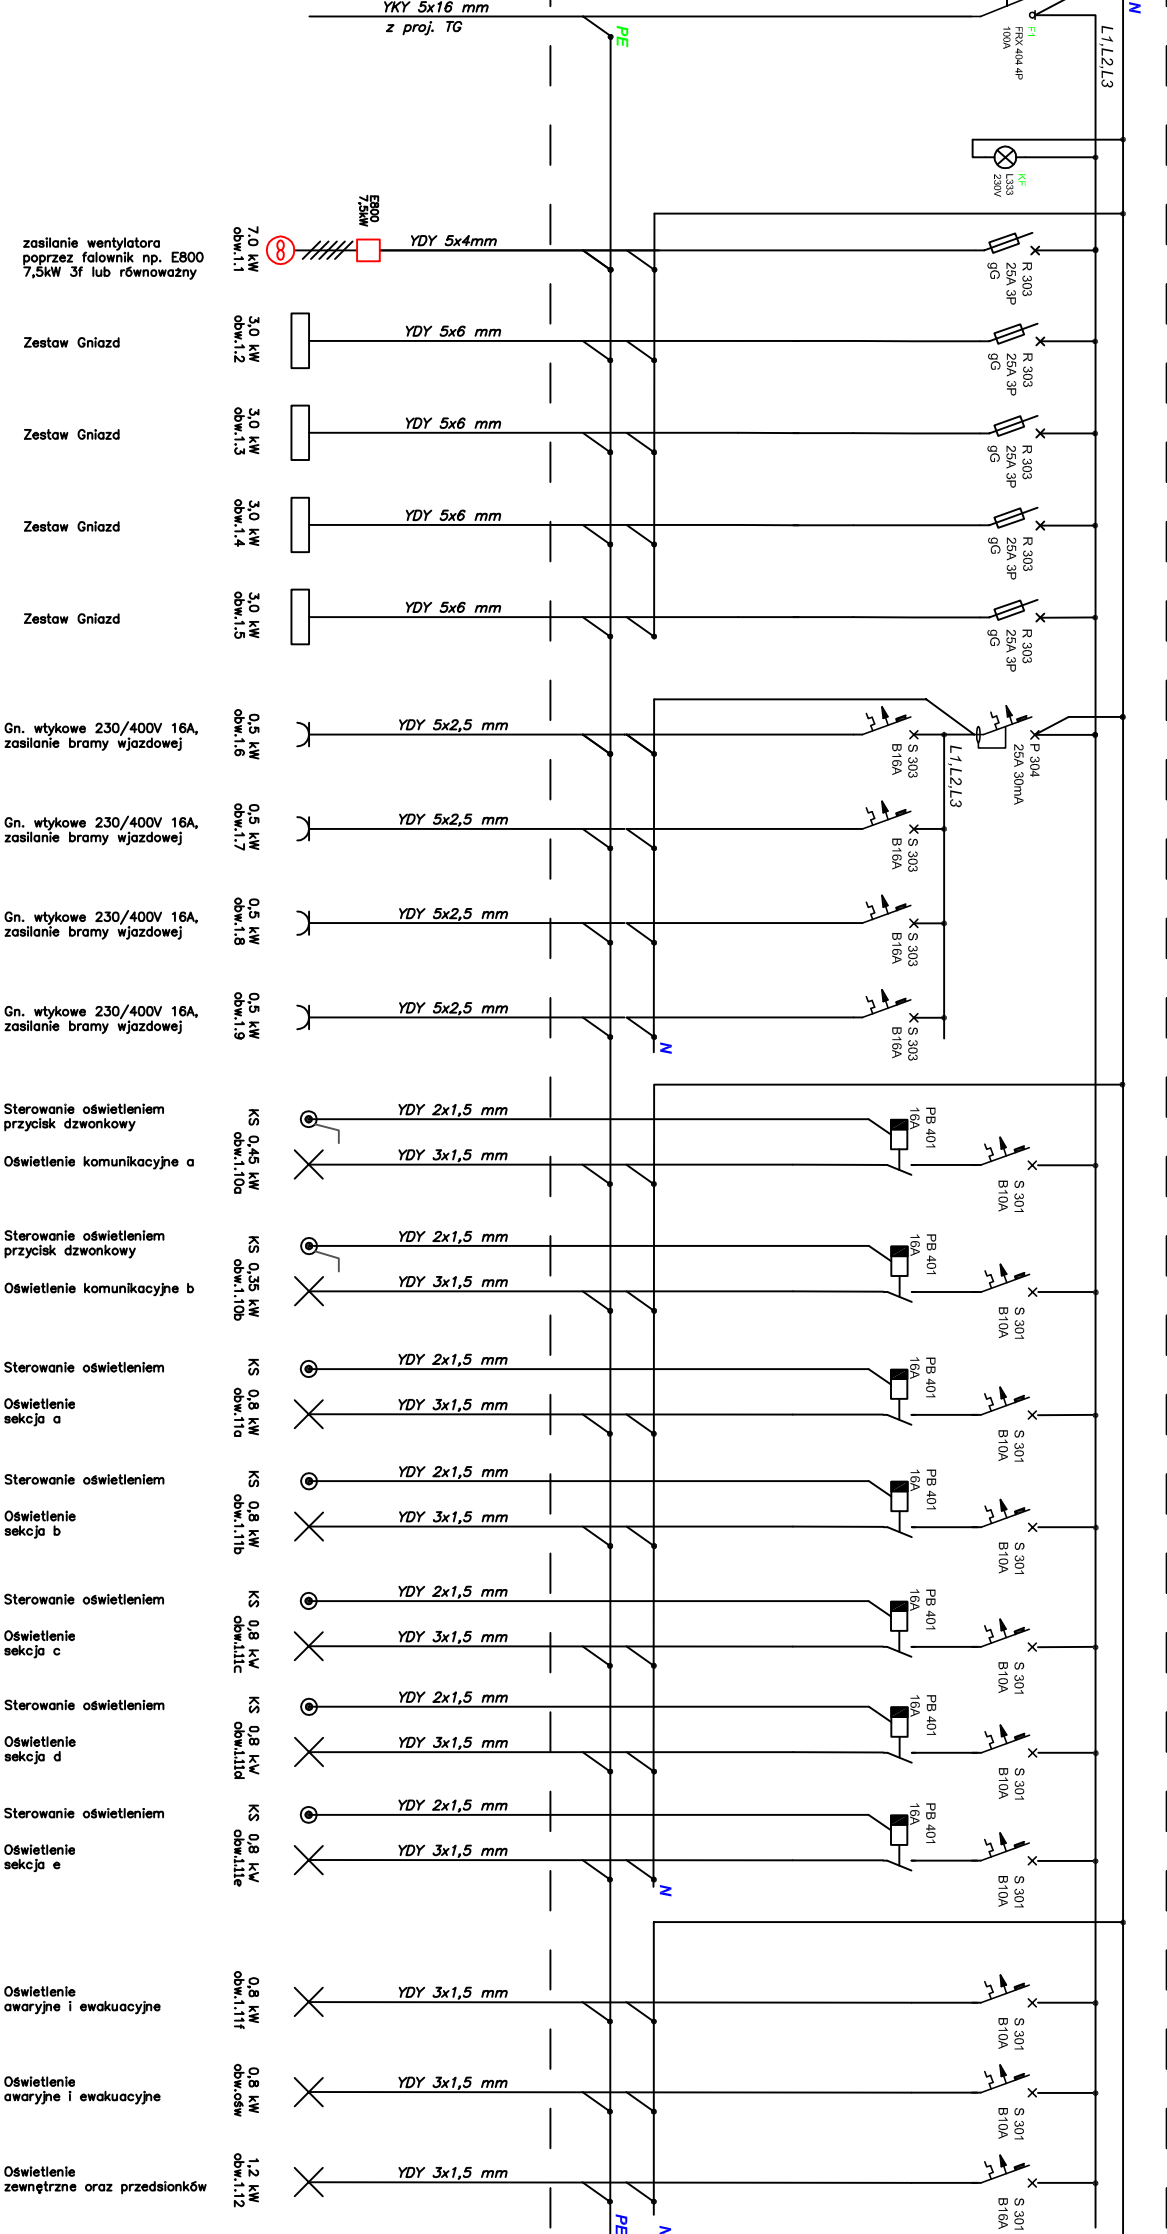 YKY 5x16 mm
z proj. TG
PE
F1
FRX 404 4P
100A
N
L1,L2,L3
KF
L333
230V
zasilanie wentylatora
poprzez falownik np. E800
7,5kW 3f lub równoważny
7.0 kW
obw.1.1
E800
7,5kW
YDY 5x4mm
R 303
25A 3P
gG
Zestaw Gniazd
3,0 kW
obw.1.2
YDY 5x6 mm
R 303
25A 3P
gG
Zestaw Gniazd
3,0 kW
obw.1.3
YDY 5x6 mm
R 303
25A 3P
gG
Zestaw Gniazd
3,0 kW
obw.1.4
YDY 5x6 mm
R 303
25A 3P
gG
Zestaw Gniazd
3,0 kW
obw.1.5
YDY 5x6 mm
R 303
25A 3P
gG
Gn. wtykowe 230/400V 16A,
zasilanie bramy wjazdowej
0,5 kW
obw.1.6
YDY 5x2,5 mm
S 303
B16A
L1,L2,L3
P 304
25A 30mA
Gn. wtykowe 230/400V 16A,
zasilanie bramy wjazdowej
0,5 kW
obw.1.7
YDY 5x2,5 mm
S 303
B16A
Gn. wtykowe 230/400V 16A,
zasilanie bramy wjazdowej
0,5 kW
obw.1.8
YDY 5x2,5 mm
S 303
B16A
Gn. wtykowe 230/400V 16A,
zasilanie bramy wjazdowej
0,5 kW
obw.1.9
YDY 5x2,5 mm
S 303
B16A
N
Sterowanie oświetleniem
przycisk dzwonkowy
Oświetlenie komunikacyjne a
KS 0,45 kW
obw.1.10a
YDY 2x1,5 mm
YDY 3x1,5 mm
PB 401
16A
S 301
B10A
Sterowanie oświetleniem
przycisk dzwonkowy
Oświetlenie komunikacyjne b
KS 0,35 kW
obw.1.10b
YDY 2x1,5 mm
YDY 3x1,5 mm
PB 401
16A
S 301
B10A
Sterowanie oświetleniem
Oświetlenie
sekcja a
KS 0,8 kW
obw.11a
YDY 2x1,5 mm
YDY 3x1,5 mm
PB 401
16A
S 301
B10A
Sterowanie oświetleniem
Oświetlenie
sekcja b
KS 0,8 kW
obw.1.11b
YDY 2x1,5 mm
YDY 3x1,5 mm
PB 401
16A
S 301
B10A
Sterowanie oświetleniem
Oświetlenie
sekcja c
KS 0,8 kW
obw.1.11c
YDY 2x1,5 mm
YDY 3x1,5 mm
PB 401
16A
S 301
B10A
Sterowanie oświetleniem
Oświetlenie
sekcja d
KS 0,8 kW
obw.1.11d
YDY 2x1,5 mm
YDY 3x1,5 mm
PB 401
16A
S 301
B10A
Sterowanie oświetleniem
Oświetlenie
sekcja e
KS 0,8 kW
obw.1.11e
YDY 2x1,5 mm
YDY 3x1,5 mm
PB 401
16A
S 301
B10A
N
Oświetlenie
awaryjne i ewakuacyjne
0,8 kW
obw.1.11f
YDY 3x1,5 mm
S 301
B10A
Oświetlenie
awaryjne i ewakuacyjne
0,8 kW
obw.ośw
YDY 3x1,5 mm
S 301
B10A
Oświetlenie
zewnętrzne oraz przedsionków
1,2 kW
obw.1.12
YDY 3x1,5 mm
S 301
B16A
PE
N